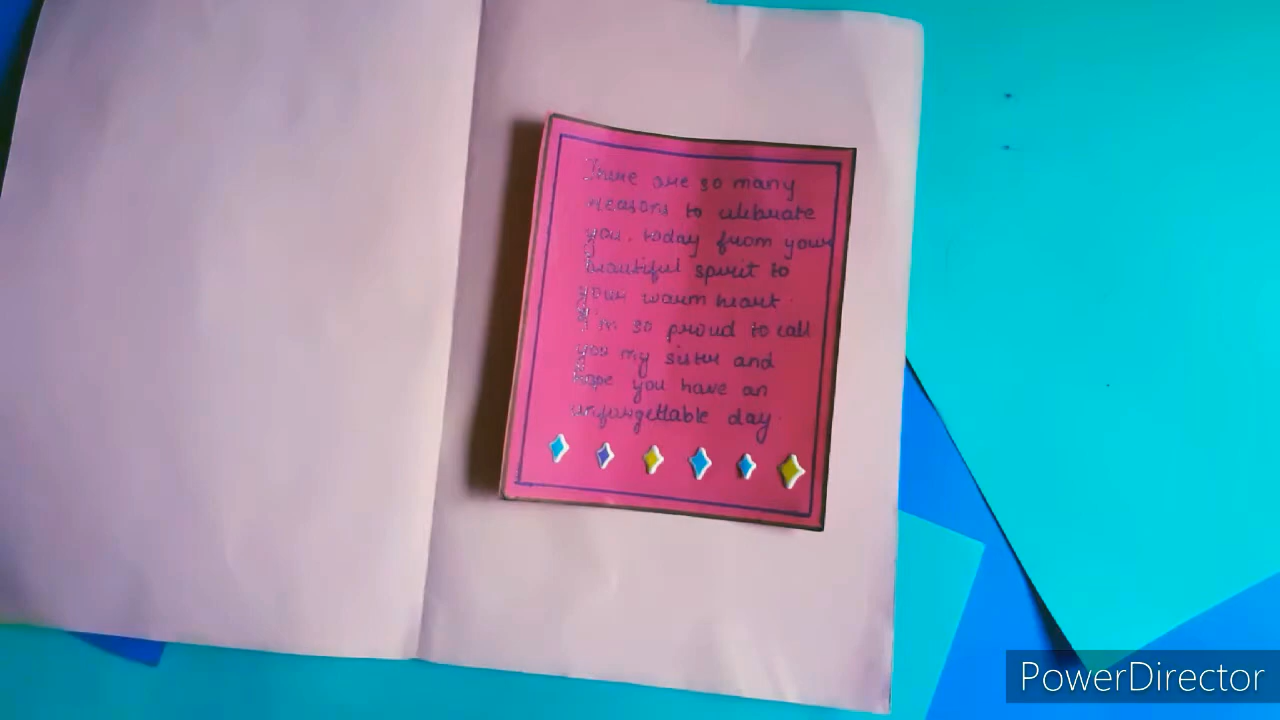 There are so many
reasons to celebrate
you. today from your
beautiful spirit to
your warm heart.
I'm so proud to call
you my sister and
hope you have an
unforgettable day.
PowerDirector